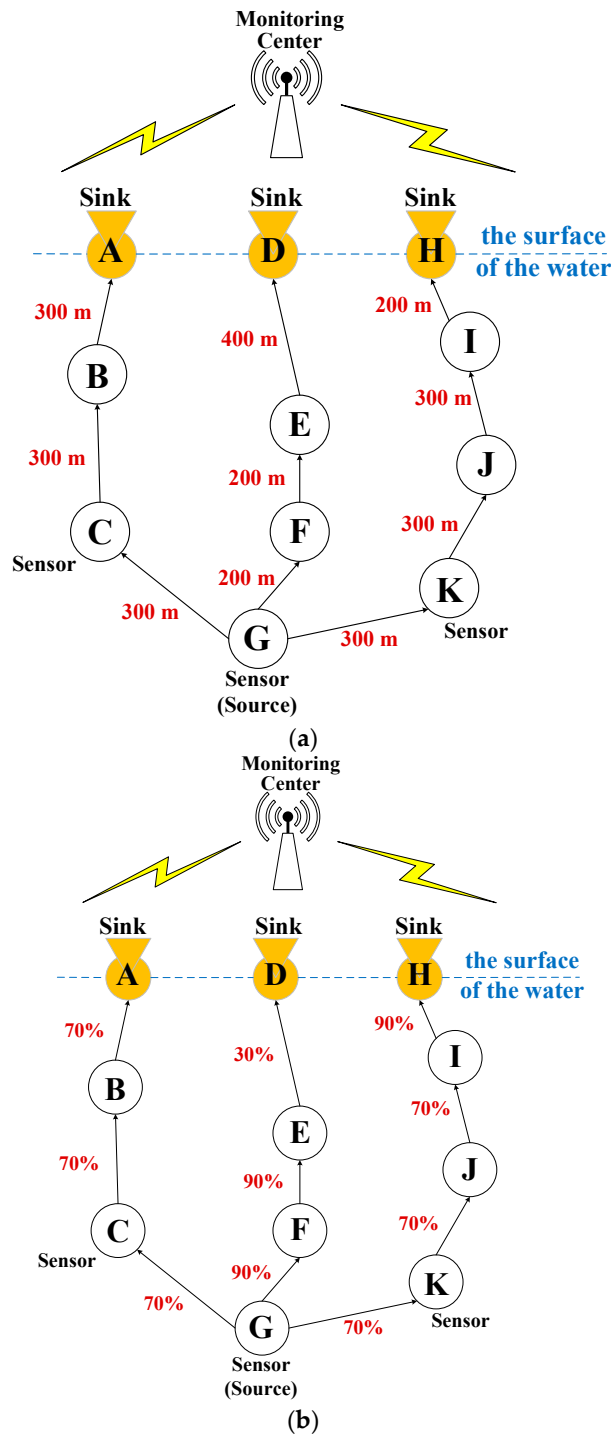 Monitoring
Center
Sink
Sink
Sink
A
D
H
the surface
of the water
300 m
400 m
200 m
I
B
300 m
E
300 m
200 m
J
C
F
300 m
Sensor
200 m
K
300 m
G
300 m
Sensor
Sensor
(Source)
(a)
Monitoring
Center
Sink
Sink
Sink
A
D
H
the surface
of the water
70%
30%
90%
I
B
70%
E
70%
90%
J
C
F
70%
Sensor
90%
K
70%
G
70%
Sensor
Sensor
(Source)
(b)